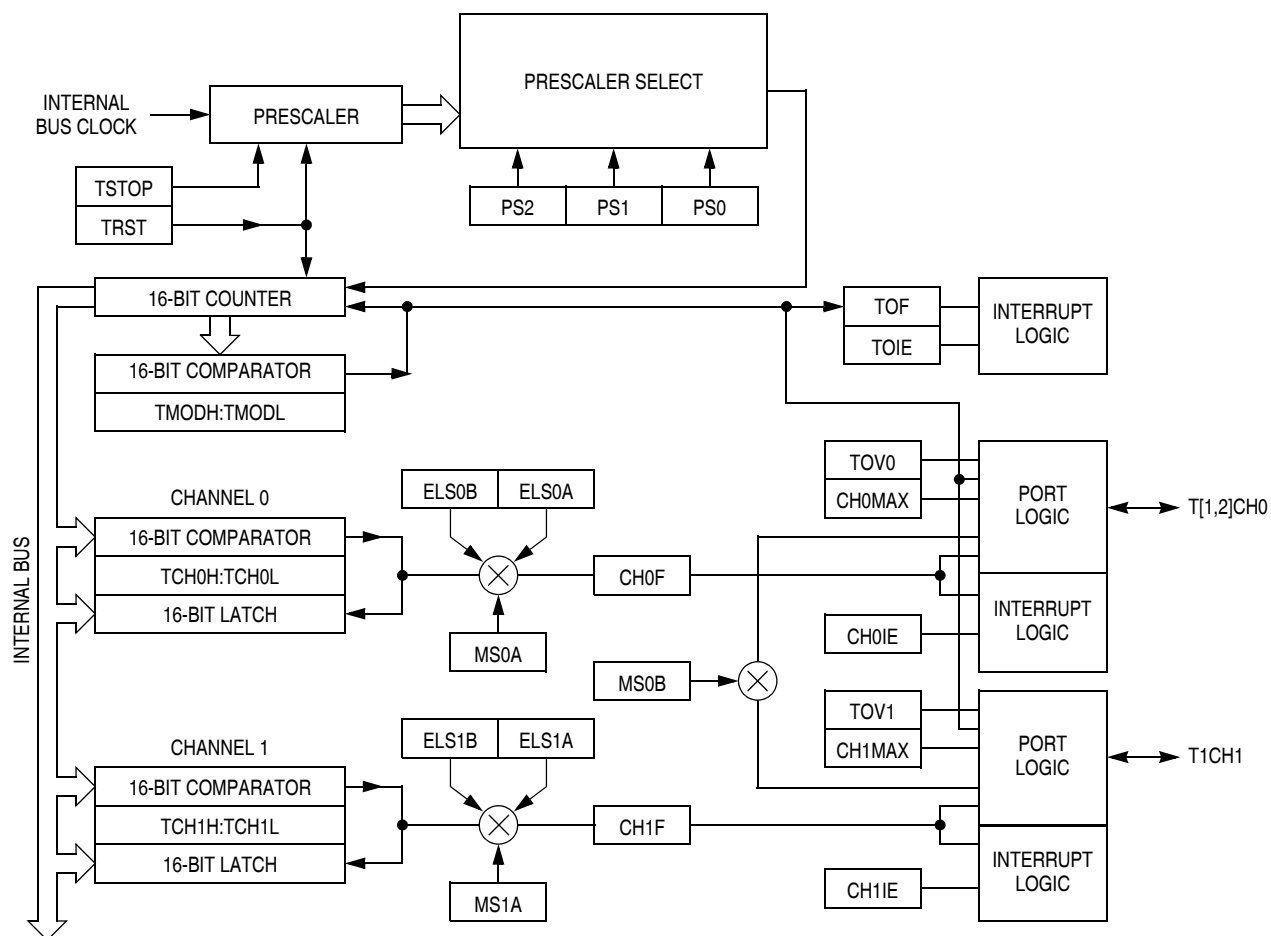 PRESCALER SELECT
INTERNAL
BUS CLOCK
PRESCALER
TSTOP
TRST
PS2
PS1
PS0
16-BIT COUNTER
16-BIT COMPARATOR
TMODH:TMODL
TOF
TOIE
INTERRUPT
LOGIC
CHANNEL 0
16-BIT COMPARATOR
TCH0H:TCH0L
16-BIT LATCH
ELS0B
ELS0A
MS0A
CH0F
TOV0
CH0MAX
PORT
LOGIC
T[1,2]CH0
INTERRUPT
LOGIC
CH0IE
MS0B
INTERNAL BUS
CHANNEL 1
16-BIT COMPARATOR
TCH1H:TCH1L
16-BIT LATCH
ELS1B
ELS1A
MS1A
CH1F
TOV1
CH1MAX
PORT
LOGIC
T1CH1
INTERRUPT
LOGIC
CH1IE